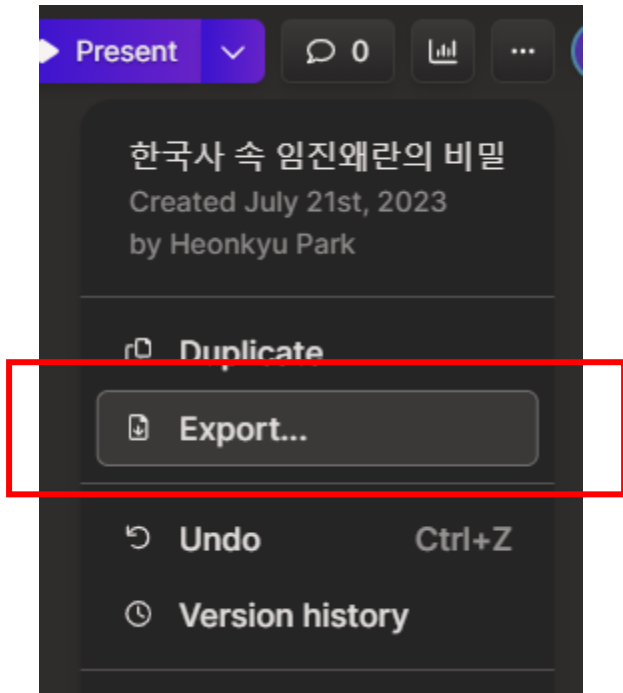 Present
0
한국사 속 임진왜란의 비밀
Created July 21st, 2023
by Heonkyu Park
Duplicate
Export...
Undo Ctrl+Z
Version history